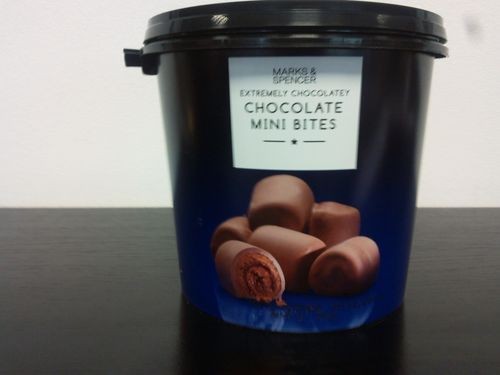 MARKS &
SPENCER
EXTREMELY CHOCOLATEY
CHOCOLATE
MINI BITES